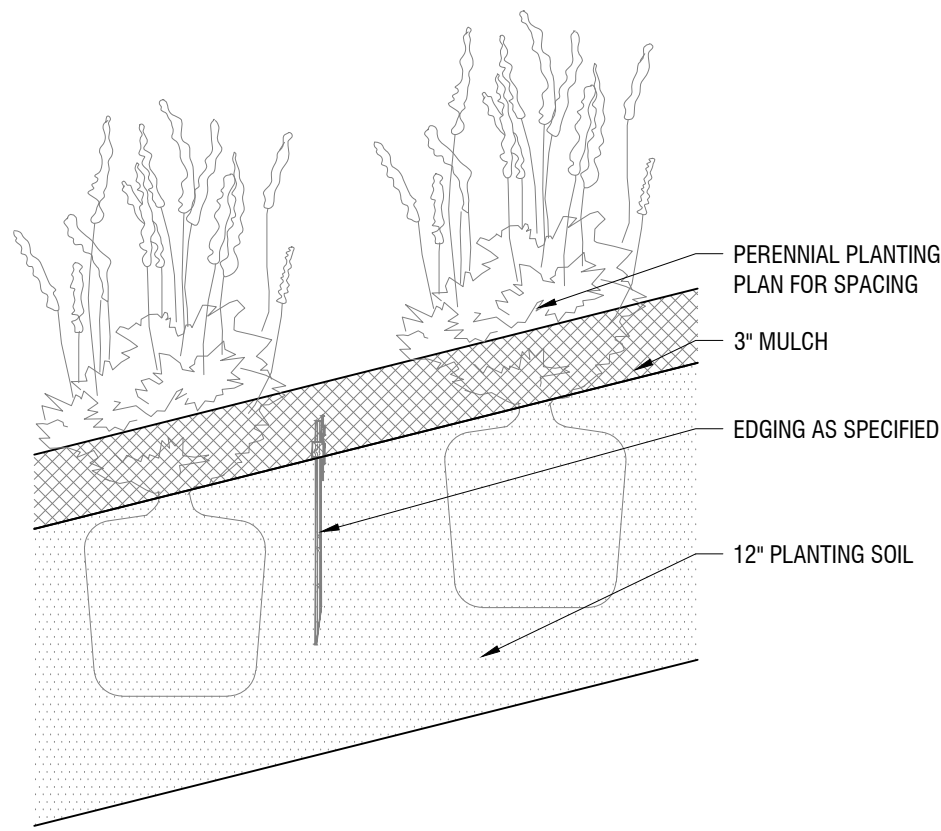 PERENNIAL PLANTING
PLAN FOR SPACING
3" MULCH
EDGING AS SPECIFIED
12" PLANTING SOIL